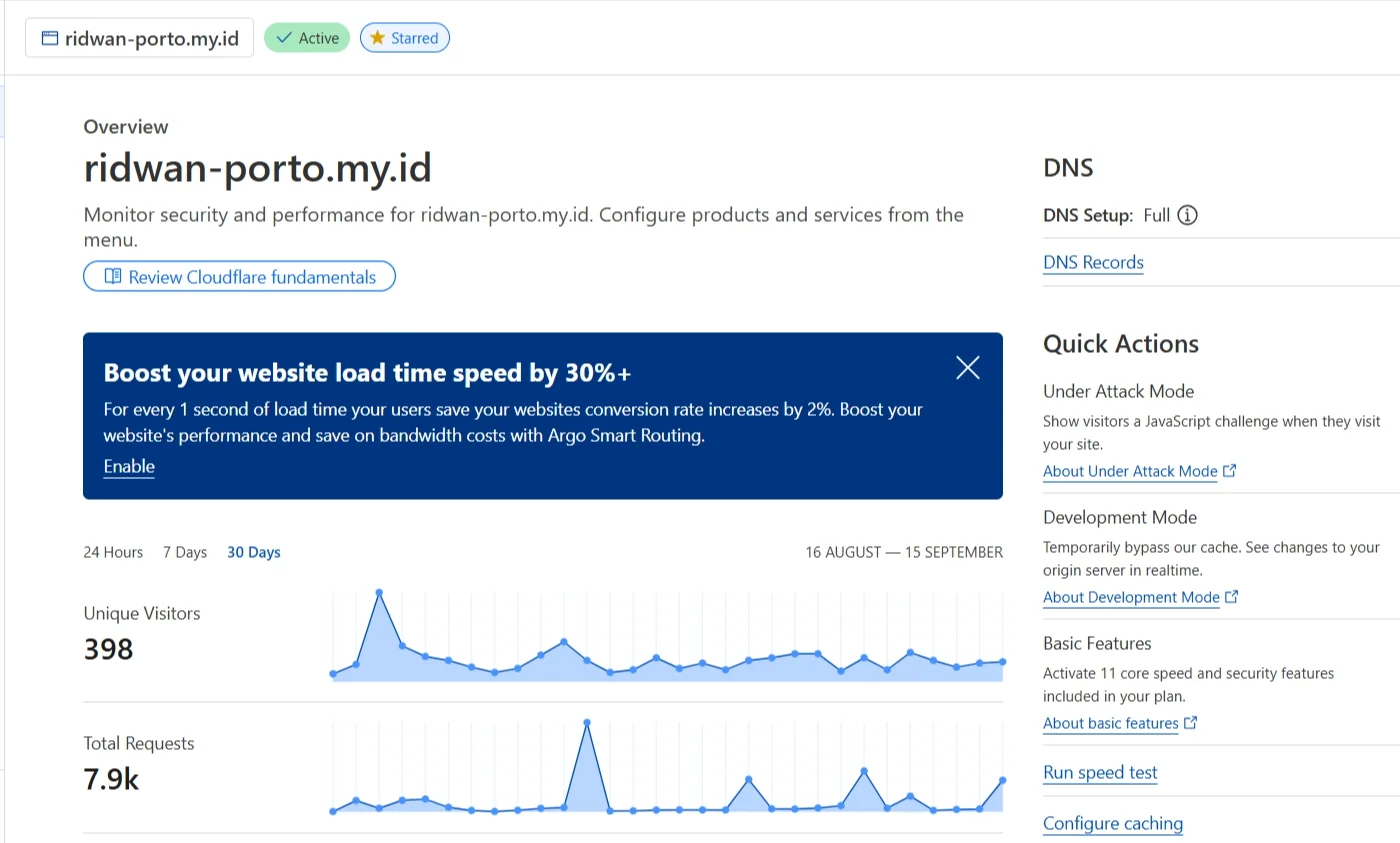 ridwan-porto.my.id
Active
Starred
Overview
ridwan-porto.my.id
Monitor security and performance for ridwan-porto.my.id. Configure products and services from the
menu.
Review Cloudflare fundamentals
Boost your website load time speed by 30%+
For every 1 second of load time your users save your websites conversion rate increases by 2%. Boost your
website's performance and save on bandwidth costs with Argo Smart Routing.
Enable
24 Hours 7 Days 30 Days
16 AUGUST — 15 SEPTEMBER
Unique Visitors
398
Total Requests
7.9k
DNS
DNS Setup: Full
DNS Records
Quick Actions
Under Attack Mode
Show visitors a JavaScript challenge when they visit
your site.
About Under Attack Mode
Development Mode
Temporarily bypass our cache. See changes to your
origin server in realtime.
About Development Mode
Basic Features
Activate 11 core speed and security features
included in your plan.
About basic features
Run speed test
Configure caching